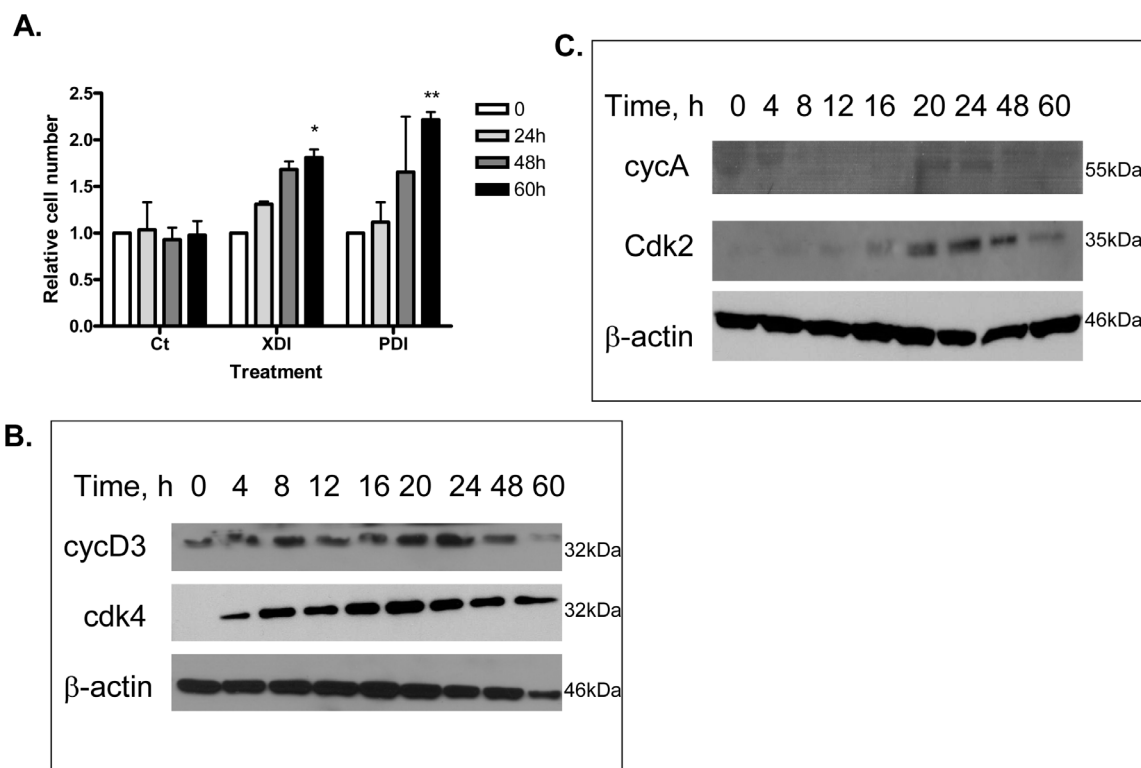 A.
Relative cell number
2.5
2.0
1.5
1.0
0.5
0.0
* **
Ct XDI PDI
Treatment
0
24h
48h
60h
B.
Time, h 0 4 8 12 16 20 24 48 60
cycD3 32kDa
cdk4 32kDa
β-actin 46kDa
C.
Time, h 0 4 8 12 16 20 24 48 60
cycA 55kDa
Cdk2 35kDa
β-actin 46kDa